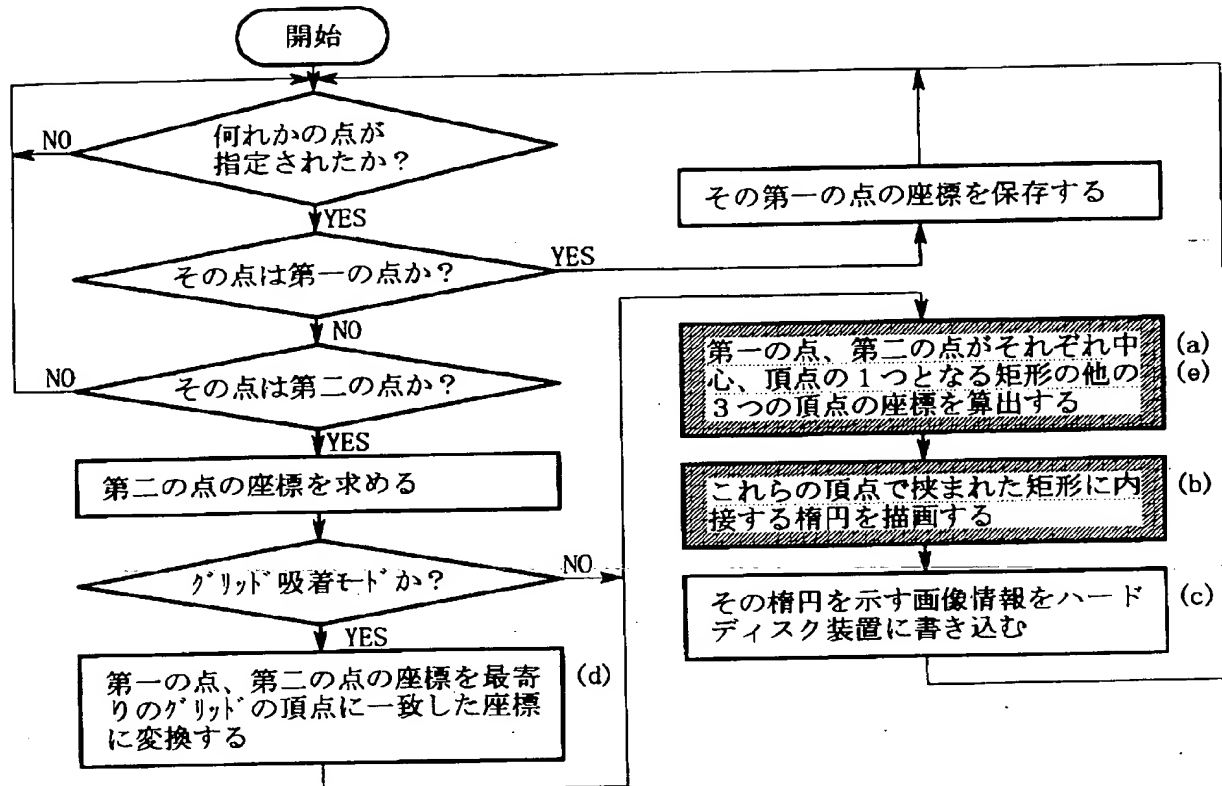 開始
何れかの点が
指定されたか？
NO
YES
その点は第一の点か？
YES
NO
その第一の点の座標を保存する
その点は第二の点か？
NO
YES
第二の点の座標を求める
ｸﾞﾘｯﾄﾞ吸着ﾓｰﾄﾞか？
NO
YES
第一の点、第二の点の座標を最寄
りのｸﾞﾘｯﾄﾞの頂点に一致した座標
に変換する
(d)
第一の点、第二の点がそれぞれ中
心、頂点の１つとなる矩形の他の
３つの頂点の座標を算出する
(a)
(e)
これらの頂点で挟まれた矩形に内
接する楕円を描画する
(b)
その楕円を示す画像情報をハード
ディスク装置に書き込む
(c)